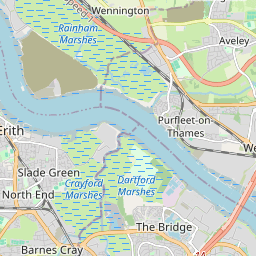 Wennington
Rainham
Marshes
Aveley
Purfleet-on-
Thames
Erith
We
Slade Green
Crayford
Marshes
Dartford
Marshes
North End
The Bridge
1A
Barnes Cray